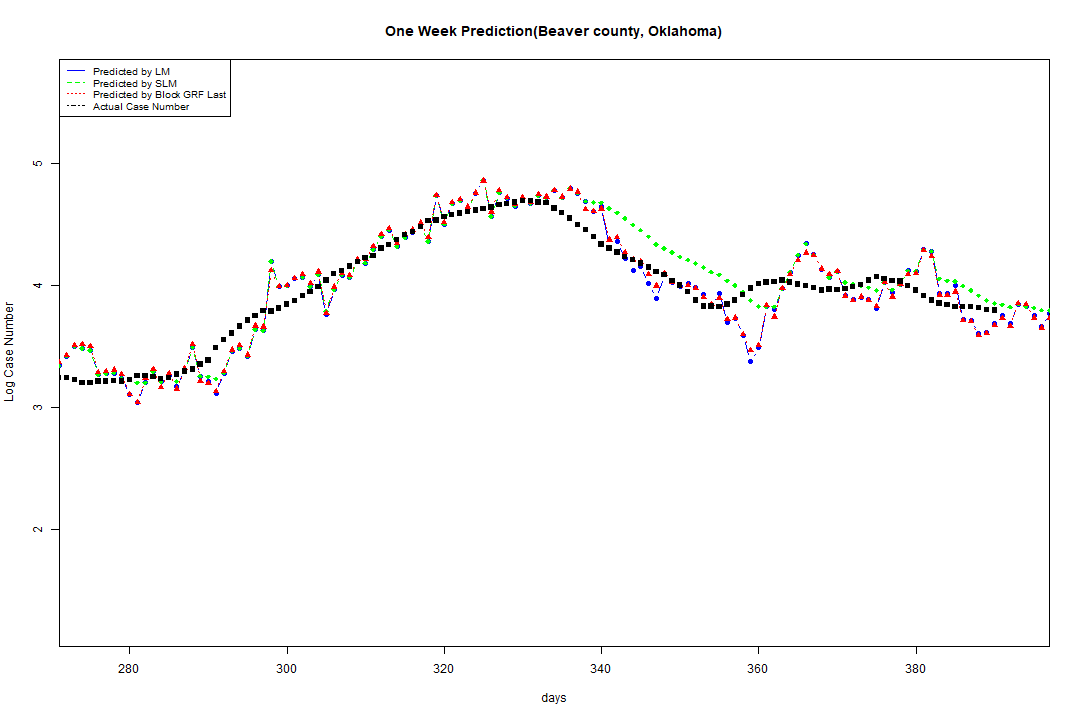 One Week Prediction(Beaver county, Oklahoma)
Predicted by LM
Predicted by SLM
Predicted by Block GRF Last
Actual Case Number
5
4
3
2
Log Case Number
280 300 320 340 360 380
days